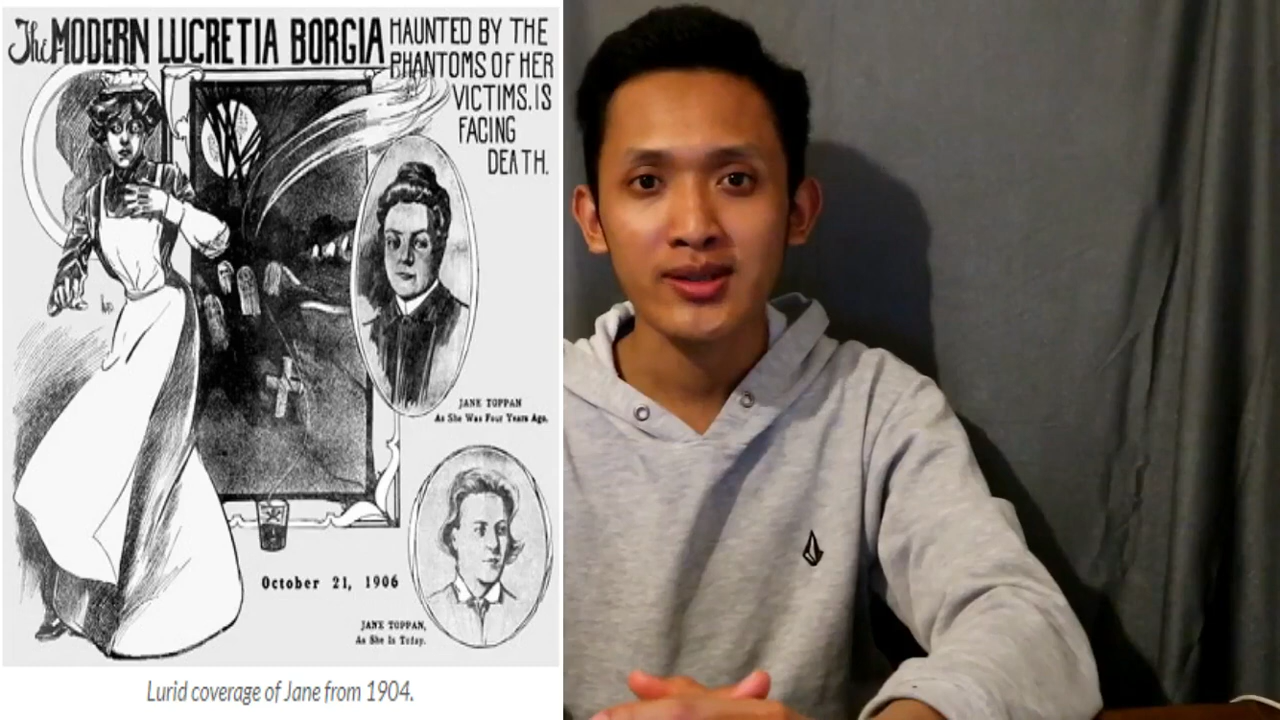 The MODERN LUCRETIA BORGIA
HAUNTED BY THE
PHANTOMS OF HER
VICTIMS, IS
FACING
DEATH.
JANE TOPPAN
As She Was Four Years Ago.
October 21, 1906
JANE TOPPAN,
As She Is Today.
Lurid coverage of Jane from 1904.